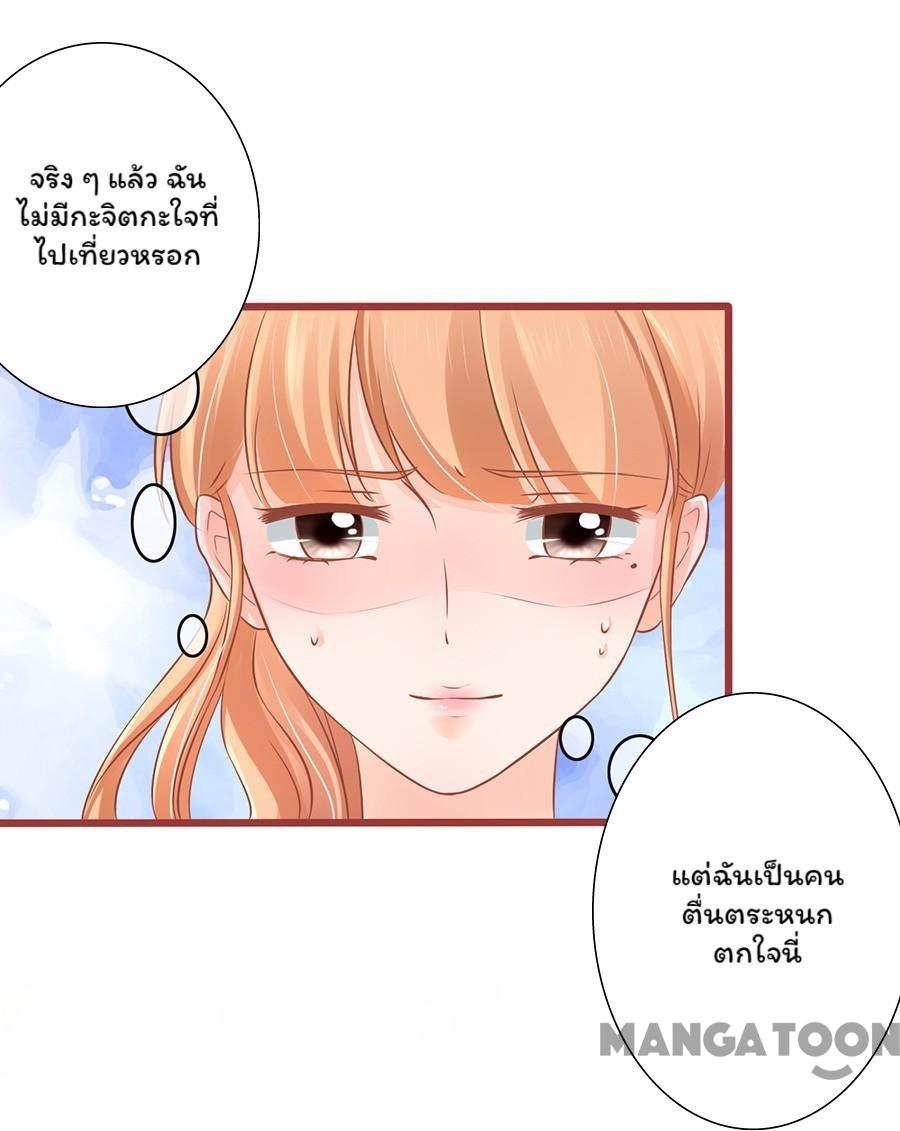 จริง ๆ แล้ว ฉัน
ไม่มีกะจิตกะใจที่
ไปเที่ยวหรอก
แต่ฉันเป็นคน
ตื่นตระหนก
ตกใจนี่
MANGATOON